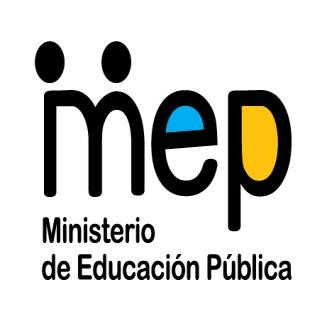 mep
Ministerio
de Educación Pública